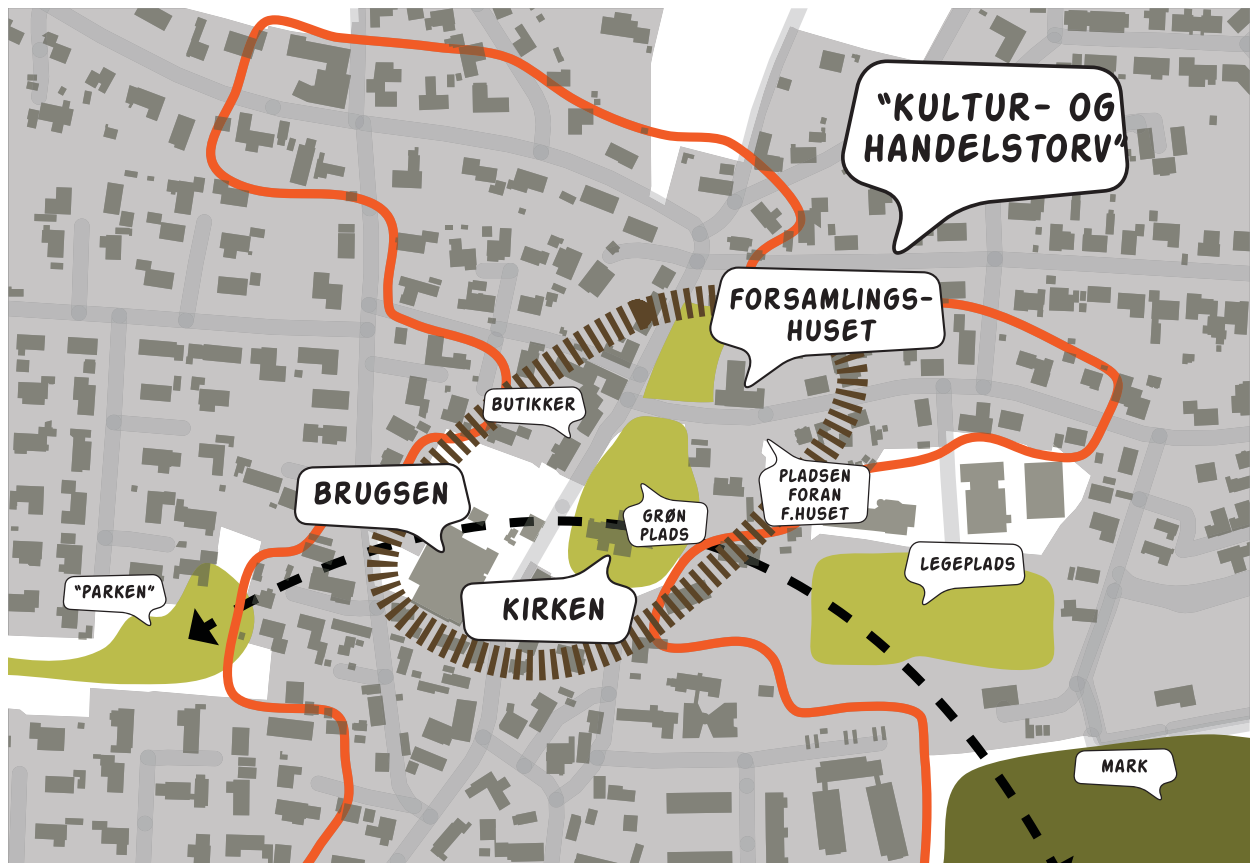 "KULTUR- OG
HANDELSTORV"
FORSAMLINGS-
HUSET
BUTIKKER
BRUGSEN
PLADSEN
FORAN
F.HUSET
GRØN
PLADS
LEGEPLADS
"PARKEN"
KIRKEN
MARK